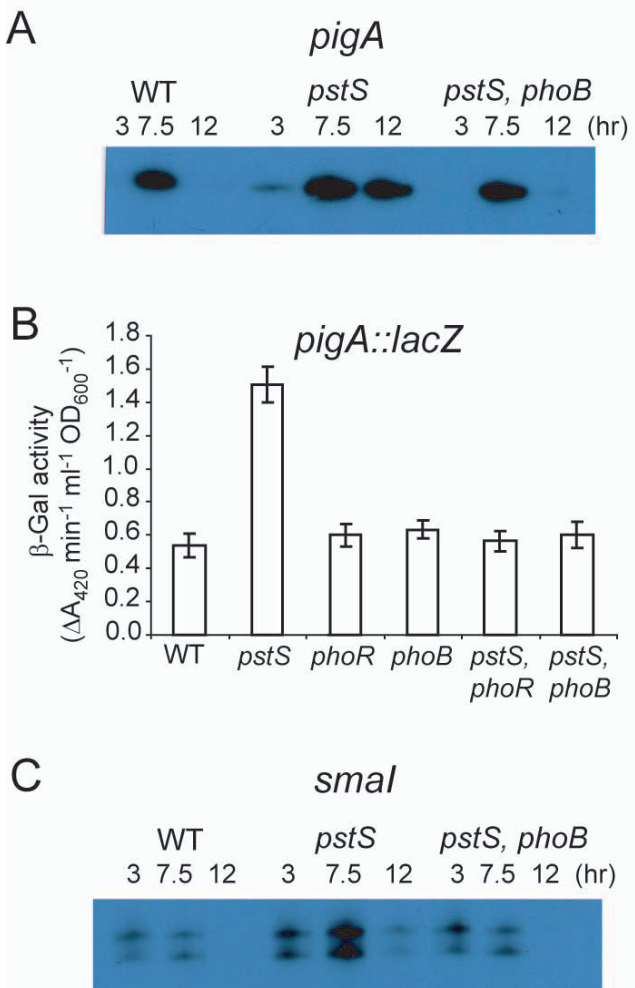 A
pigA
WT pstS pstS, phoB
3 7.5 12 3 7.5 12 3 7.5 12 (hr)
B
pigA::lacZ
β-Gal activity
(ΔA420 min-1 ml-1 OD600-1)
1.8
1.6
1.4
1.2
1.0
0.8
0.6
0.4
0.2
0.0
WT pstS phoR phoB pstS, phoR pstS, phoB
C
smaI
WT pstS pstS, phoB
3 7.5 12 3 7.5 12 3 7.5 12 (hr)